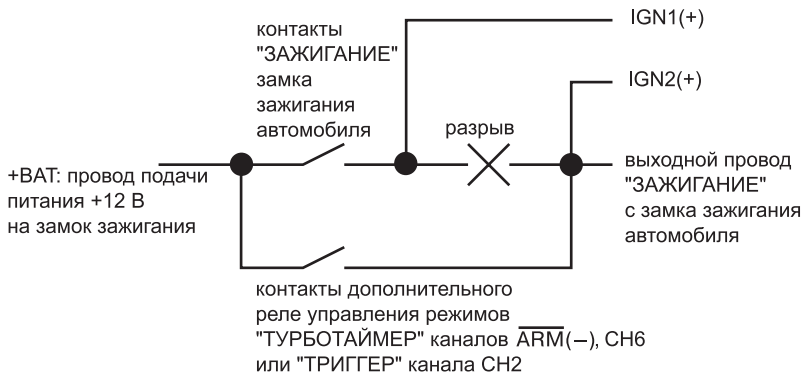 IGN1(+)
контакты
"ЗАЖИГАНИЕ"
замка
зажигания
автомобиля
IGN2(+)
разрыв
+BAT: провод подачи
питания +12 В
на замок зажигания
выходной провод
"ЗАЖИГАНИЕ"
с замка зажигания
автомобиля
контакты дополнительного
реле управления режимов
"ТУРБОТАЙМЕР" каналов A̅R̅M̅(–), CH6
или "ТРИГГЕР" канала CH2